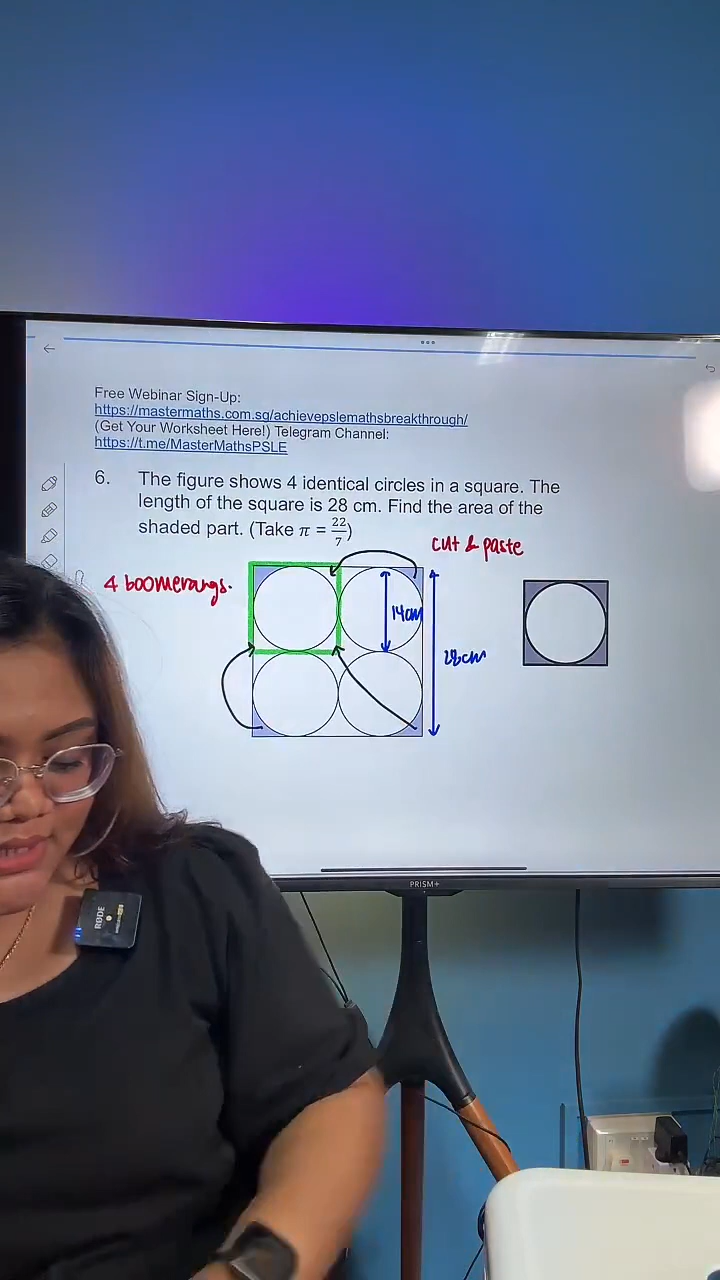 Free Webinar Sign-Up:
https://mastermaths.com.sg/achievepslemathsbreakthrough/
(Get Your Worksheet Here!) Telegram Channel:
https://t.me/MasterMathsPSLE
6. The figure shows 4 identical circles in a square. The
length of the square is 28 cm. Find the area of the
shaded part. (Take π = 22/7)
cut & paste
4 boomerangs.
14cm
28cm
PRISM+
RØDE